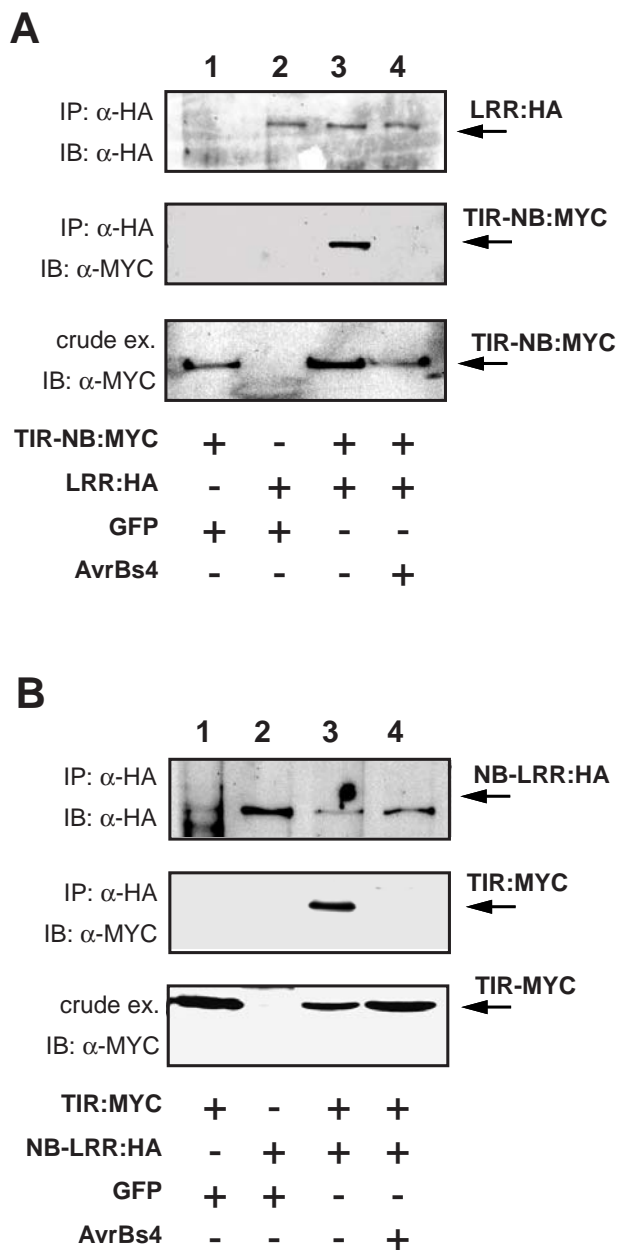 A
1 2 3 4
IP: α-HA
IB: α-HA
LRR:HA
IP: α-HA
IB: α-MYC
TIR-NB:MYC
crude ex.
IB: α-MYC
TIR-NB:MYC
TIR-NB:MYC + - + +
LRR:HA - + + +
GFP + + - -
AvrBs4 - - - +
B
1 2 3 4
IP: α-HA
IB: α-HA
NB-LRR:HA
IP: α-HA
IB: α-MYC
TIR:MYC
crude ex.
IB: α-MYC
TIR-MYC
TIR:MYC + - + +
NB-LRR:HA - + + +
GFP + + - -
AvrBs4 - - - +